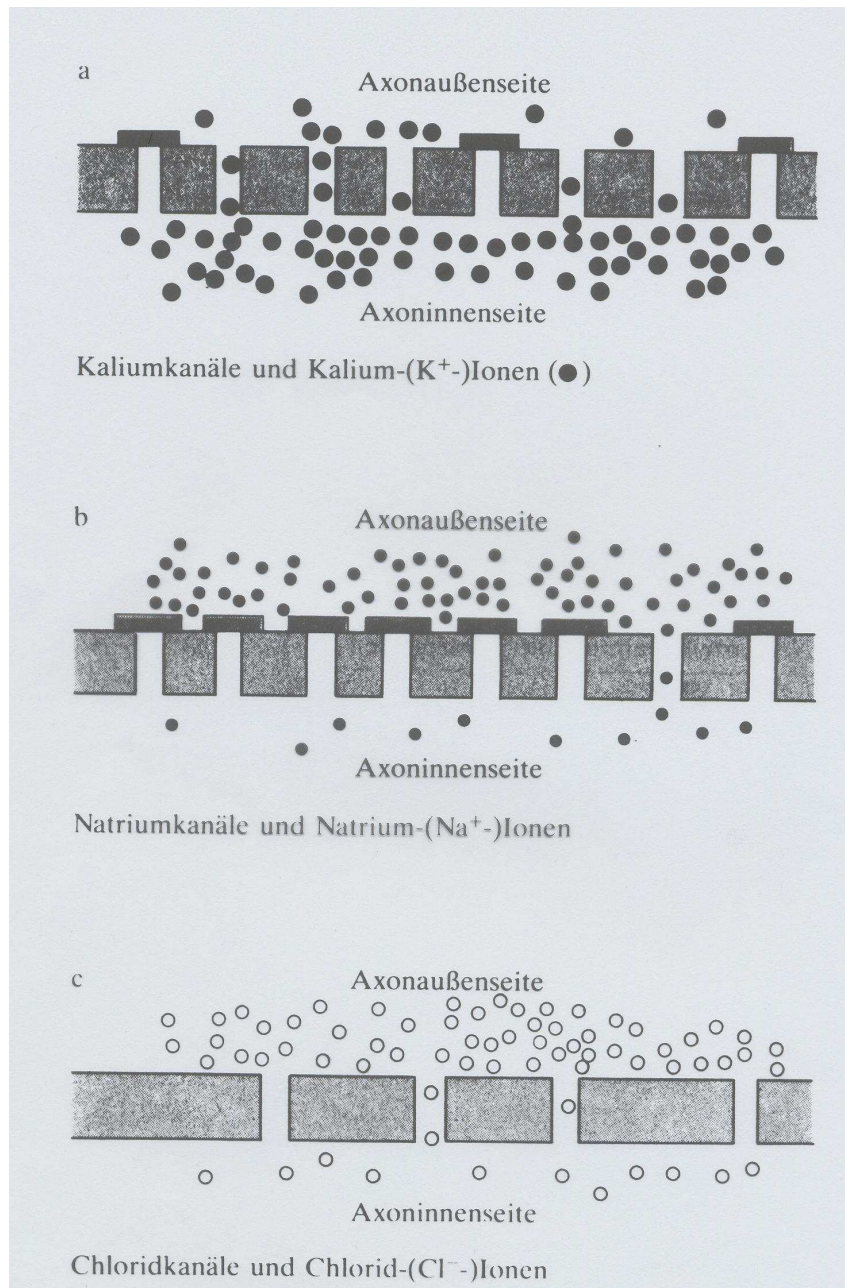 a
Axonaußenseite
Axoninnenseite
Kaliumkanäle und Kalium-(K⁺-)Ionen (●)
b
Axonaußenseite
Axoninnenseite
Natriumkanäle und Natrium-(Na⁺-)Ionen
c
Axonaußenseite
Axoninnenseite
Chloridkanäle und Chlorid-(Cl⁻-)Ionen